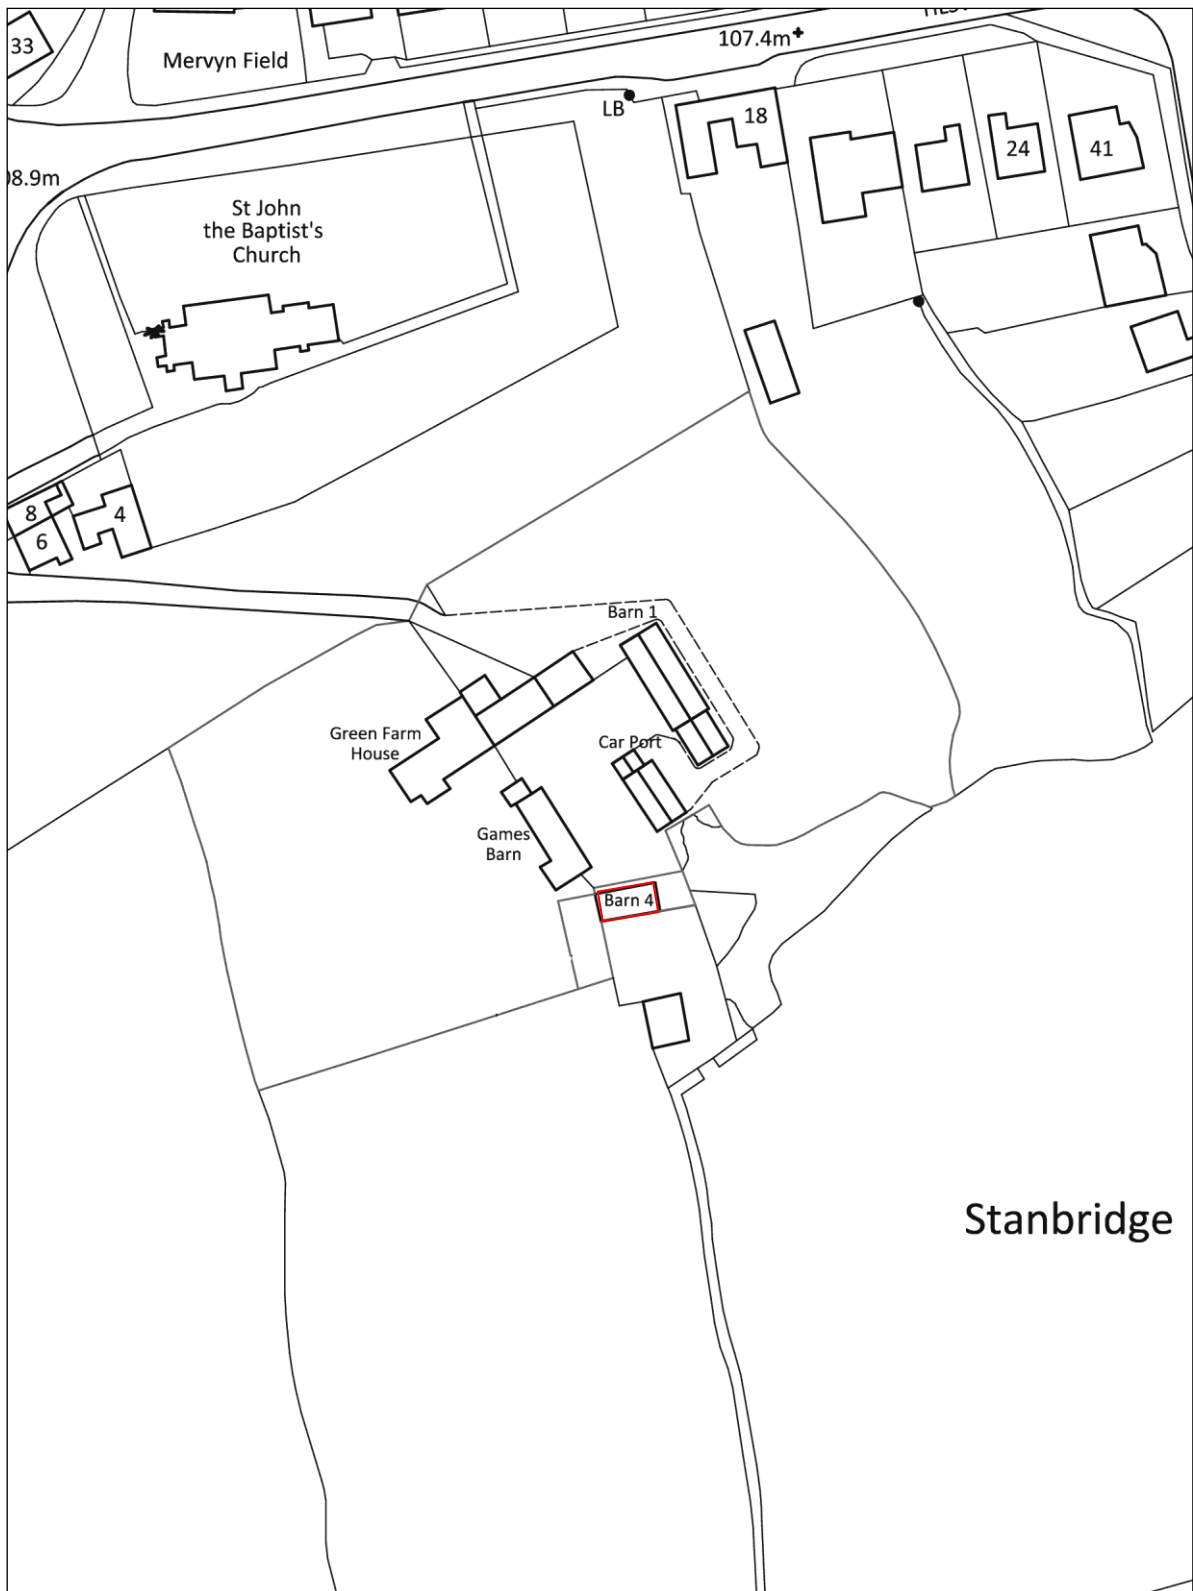 33
Mervyn Field
107.4m
LB
18
24
41
08.9m
St John
the Baptist's
Church
8
4
6
Barn 1
Green Farm
House
Car Port
Games
Barn
Barn 4
Stanbridge